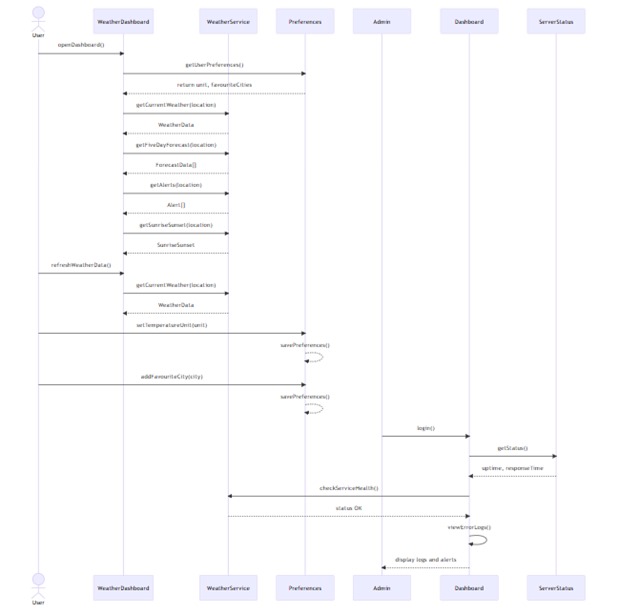 WeatherDashboard WeatherService Preferences Admin Dashboard ServerStatus
User
openDashboard()
getUserPreferences()
return unit, favouriteCities
getCurrentWeather(location)
WeatherData
getFiveDayForecast(location)
ForecastData[]
getAlerts(location)
Alert[]
getSunriseSunset(location)
SunriseSunset
refreshWeatherData()
getCurrentWeather(location)
WeatherData
setTemperatureUnit(unit)
savePreferences()
addFavouriteCity(city)
savePreferences()
login()
getStatus()
uptime, responseTime
checkServiceHealth()
status OK
viewErrorLogs()
display logs and alerts
WeatherDashboard WeatherService Preferences Admin Dashboard ServerStatus
User